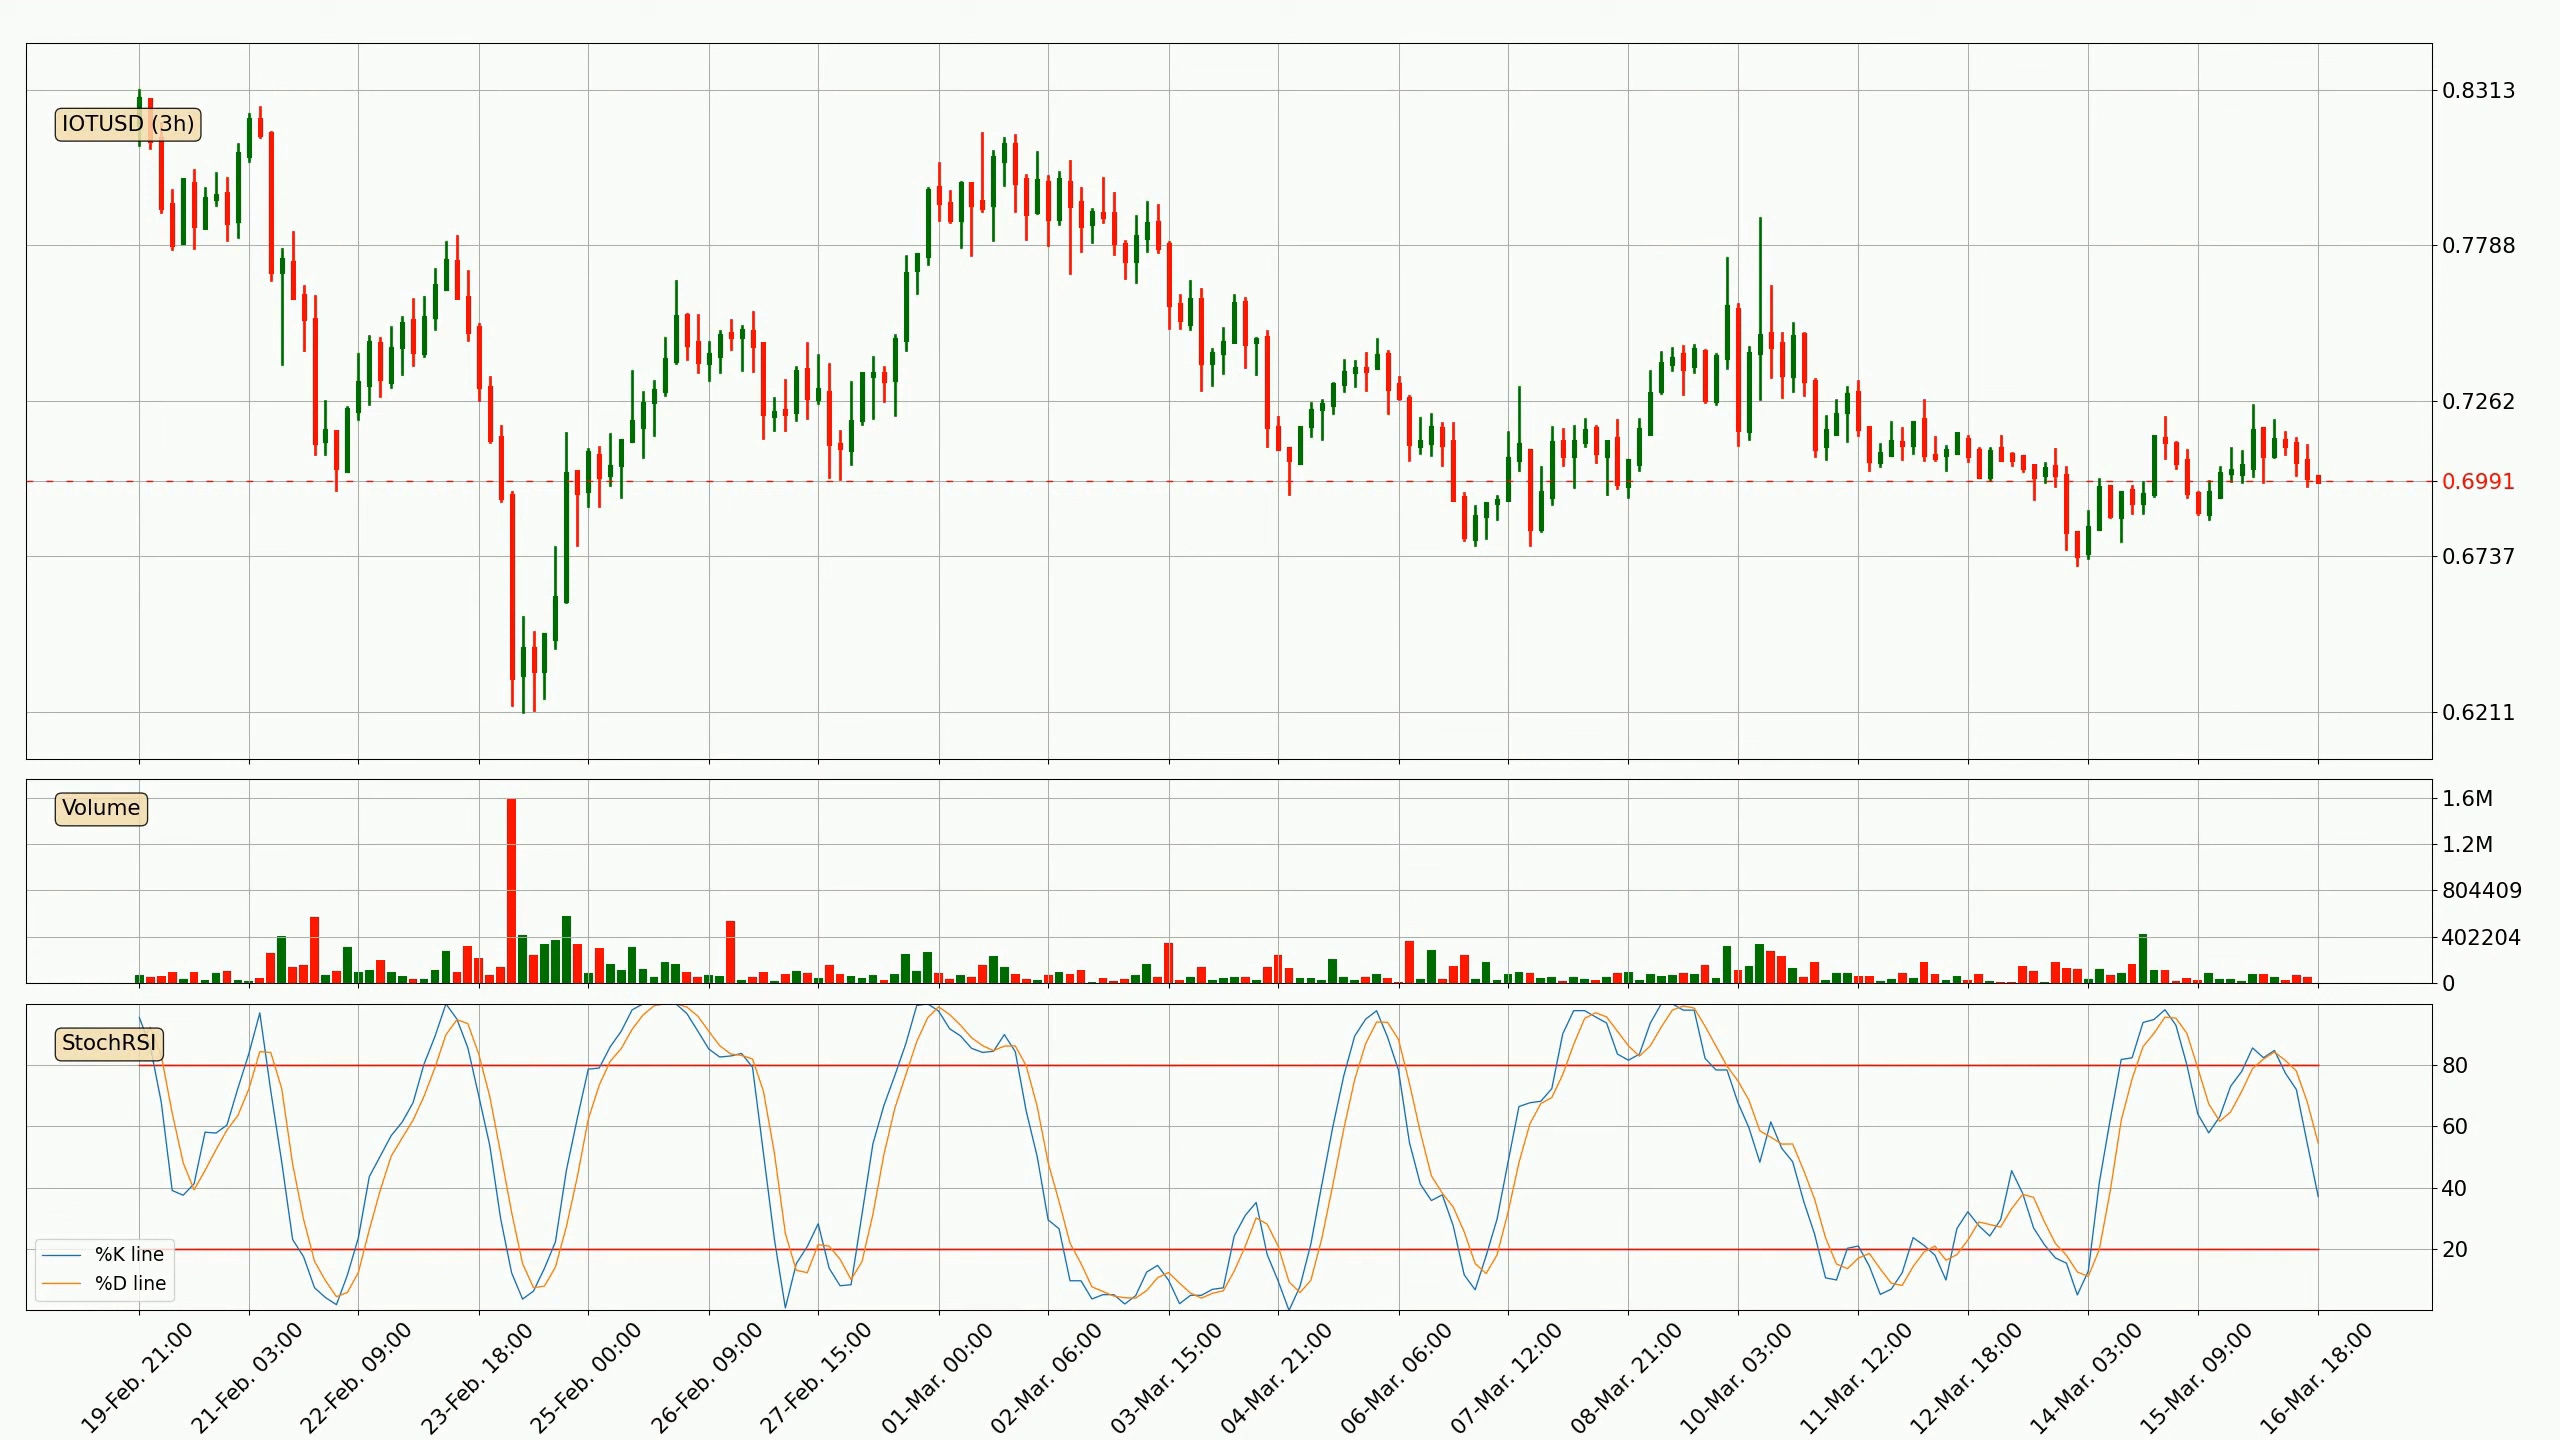 IOTUSD (3h)
0.8313
0.7788
0.7262
0.6991
0.6737
0.6211
Volume
1.6M
1.2M
804409
402204
0
StochRSI
80
60
40
20
%K line
%D line
19-Feb. 21:00
21-Feb. 03:00
22-Feb. 09:00
23-Feb. 18:00
25-Feb. 00:00
26-Feb. 09:00
27-Feb. 15:00
01-Mar. 00:00
02-Mar. 06:00
03-Mar. 15:00
04-Mar. 21:00
06-Mar. 06:00
07-Mar. 12:00
08-Mar. 21:00
10-Mar. 03:00
11-Mar. 12:00
12-Mar. 18:00
14-Mar. 03:00
15-Mar. 09:00
16-Mar. 18:00